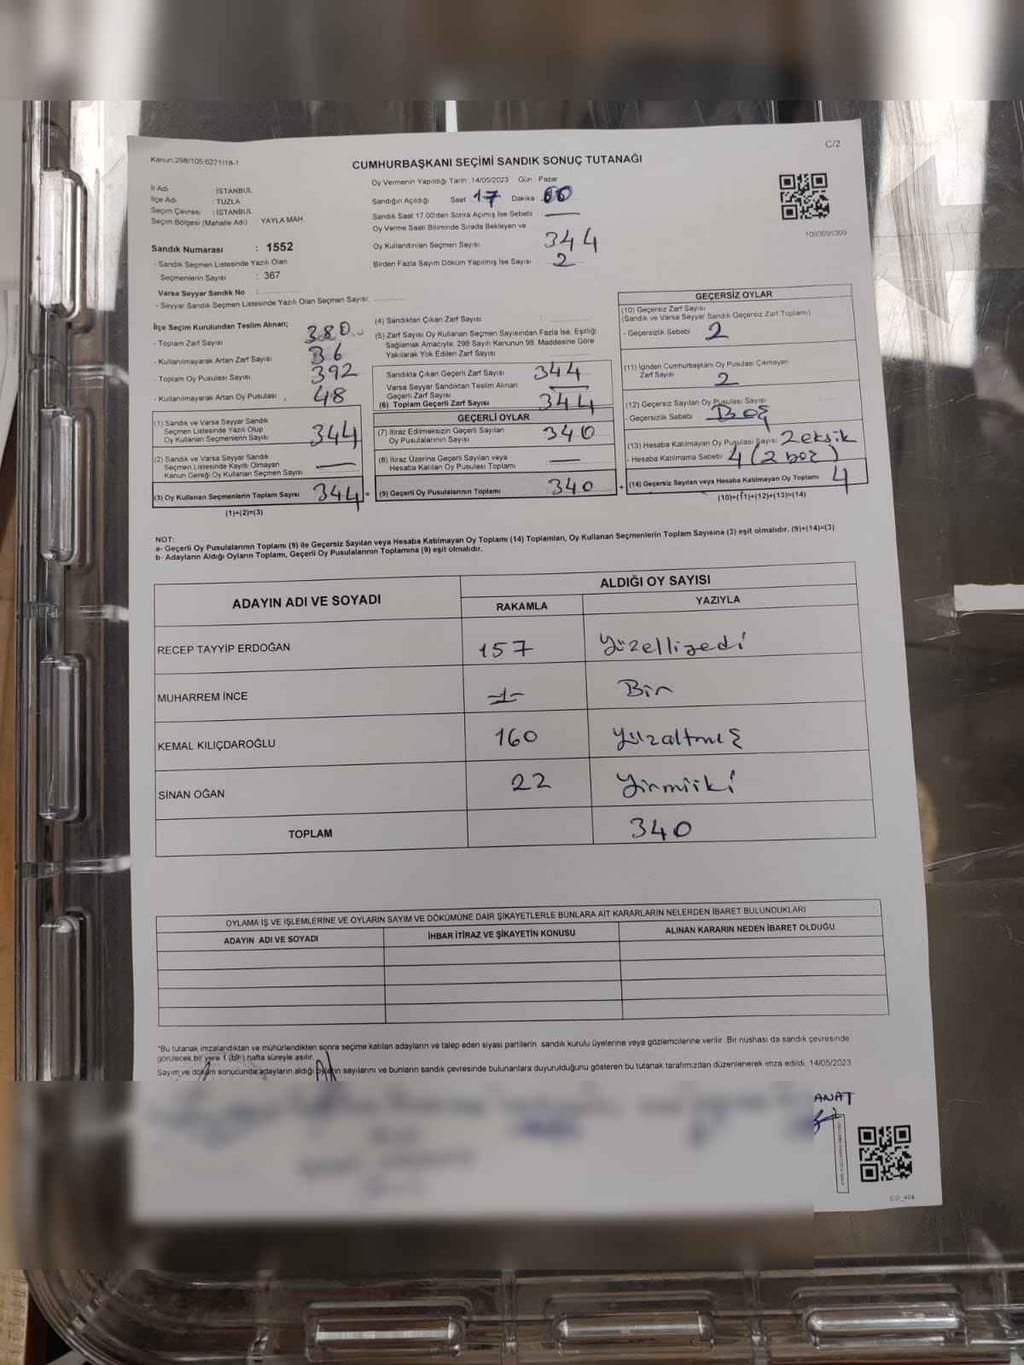 Kanun:298/105;6271/18-1
C/2
CUMHURBAŞKANI SEÇİMİ SANDIK SONUÇ TUTANAĞI
İl Adı : İSTANBUL
İlçe Adı : TUZLA
Seçim Çevresi : İSTANBUL
Seçim Bölgesi (Mahalle Adı) YAYLA MAH.
Sandık Numarası : 1552
- Sandık Seçmen Listesinde Yazılı Olan
Seçmenlerin Sayısı : 367
Varsa Seyyar Sandık No :
- Seyyar Sandık Seçmen Listesinde Yazılı Olan Seçmen Sayısı:
Oy Vermenin Yapıldığı Tarih : 14/05/2023 Gün : Pazar
Sandığın Açıldığı Saat 17 Dakika : 00
Sandık Saat 17.00'den Sonra Açılmış İse Sebebi
Oy Verme Saati Bitiminde Sırada Bekleyen ve
Oy Kullandırılan Seçmen Sayısı 344
Birden Fazla Sayım Döküm Yapılmış İse Sayısı 2
İlçe Seçim Kurulundan Teslim Alınan;
- Toplam Zarf Sayısı 380
- Kullanılmayarak Artan Zarf Sayısı 36
- Toplam Oy Pusulası Sayısı 392
- Kullanılmayarak Artan Oy Pusulası 48
(1) Sandık ve Varsa Seyyar Sandık
Seçmen Listesinde Yazılı Olup
Oy Kullanan Seçmenlerin Sayısı 344
(2) Sandık ve Varsa Seyyar Sandık
Seçmen Listesinde Kayıtlı Olmayan
Kanun Gereği Oy Kullanan Seçmen Sayısı —
(3) Oy Kullanan Seçmenlerin Toplam Sayısı 344 =
(1)+(2)=(3)
(4) Sandıktan Çıkan Zarf Sayısı
(5) Zarf Sayısı Oy Kullanan Seçmen Sayısından Fazla İse, Eşitliği
Sağlamak Amacıyla, 298 Sayılı Kanunun 98. Maddesine Göre
Yakılarak Yok Edilen Zarf Sayısı
Sandıkta Çıkan Geçerli Zarf Sayısı 344
Varsa Seyyar Sandıktan Teslim Alınan
Geçerli Zarf Sayısı —
(6) Toplam Geçerli Zarf Sayısı 344
GEÇERLİ OYLAR
(7) İtiraz Edilmeksizin Geçerli Sayılan
Oy Pusulalarının Sayısı 340
(8) İtiraz Üzerine Geçerli Sayılan veya
Hesaba Katılan Oy Pusulası Toplamı —
(9) Geçerli Oy Pusulalarının Toplamı 340 +
GEÇERSİZ OYLAR
(10) Geçersiz Zarf Sayısı
(Sandık ve Varsa Seyyar Sandık Geçersiz Zarf Toplamı)
- Geçersizlik Sebebi 2
(11) İçinden Cumhurbaşkanı Oy Pusulası Çıkmayan
Zarf Sayısı 2
(12) Geçersiz Sayılan Oy Pusulası Sayısı
- Geçersizlik Sebebi Boş
(13) Hesaba Katılmayan Oy Pusulası Sayısı 2 eksik
- Hesaba Katılmama Sebebi 4 (2 boş)
(14) Geçersiz Sayılan veya Hesaba Katılmayan Oy Toplamı 4
(10)+(11)+(12)+(13)=(14)
NOT:
a- Geçerli Oy Pusulalarının Toplamı (9) ile Geçersiz Sayılan veya Hesaba Katılmayan Oy Toplamı (14) Toplamları, Oy Kullanan Seçmenlerin Toplam Sayısına (3) eşit olmalıdır. (9)+(14)=(3)
b- Adayların Aldığı Oyların Toplamı, Geçerli Oy Pusulalarının Toplamına (9) eşit olmalıdır.
ADAYIN ADI VE SOYADI ALDIĞI OY SAYISI
RAKAMLA YAZIYLA
RECEP TAYYİP ERDOĞAN 157 Yüzelliyedi
MUHARREM İNCE -1- Bir
KEMAL KILIÇDAROĞLU 160 Yüzaltmış
SİNAN OĞAN 22 Yirmiiki
TOPLAM 340
OYLAMA İŞ VE İŞLEMLERİNE VE OYLARIN SAYIM VE DÖKÜMÜNE DAİR ŞİKAYETLERLE BUNLARA AİT KARARLARIN NELERDEN İBARET BULUNDUKLARI
ADAYIN ADI VE SOYADI İHBAR İTİRAZ VE ŞİKAYETİN KONUSU ALINAN KARARIN NEDEN İBARET OLDUĞU
*Bu tutanak imzalandıktan ve mühürlendikten sonra seçime katılan adayların ve talep eden siyasi partilerin, sandık kurulu üyelerine veya gözlemcilerine verilir. Bir nüshası da sandık çevresinde
görülecek bir yere 1 (bir) hafta süreyle asılır.
Sayım ve döküm sonucunda adayların aldığı oyların sayılarını ve bunların sandık çevresinde bulunanlara duyurulduğunu gösteren bu tutanak tarafımızdan düzenlenerek imza edildi. 14/05/2023
ANAT